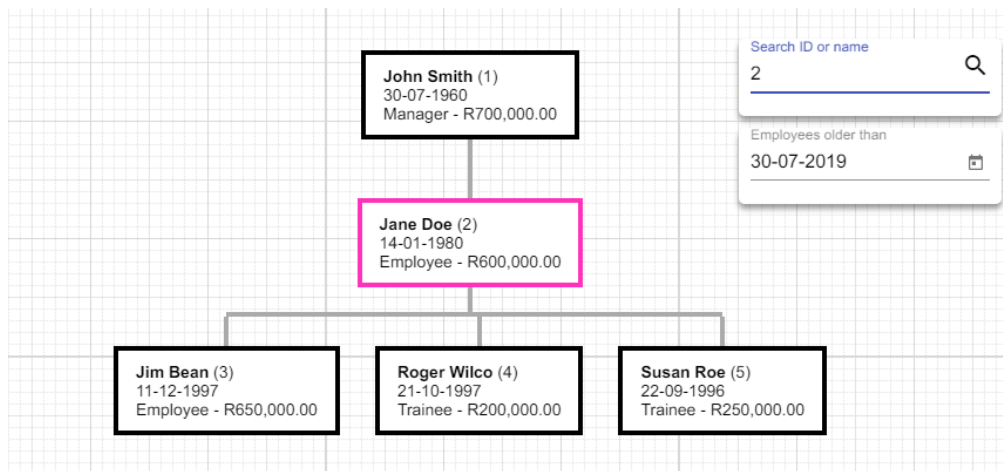 John Smith (1)
30-07-1960
Manager - R700,000.00
Search ID or name
2
Employees older than
30-07-2019
Jane Doe (2)
14-01-1980
Employee - R600,000.00
Jim Bean (3)
11-12-1997
Employee - R650,000.00
Roger Wilco (4)
21-10-1997
Trainee - R200,000.00
Susan Roe (5)
22-09-1996
Trainee - R250,000.00